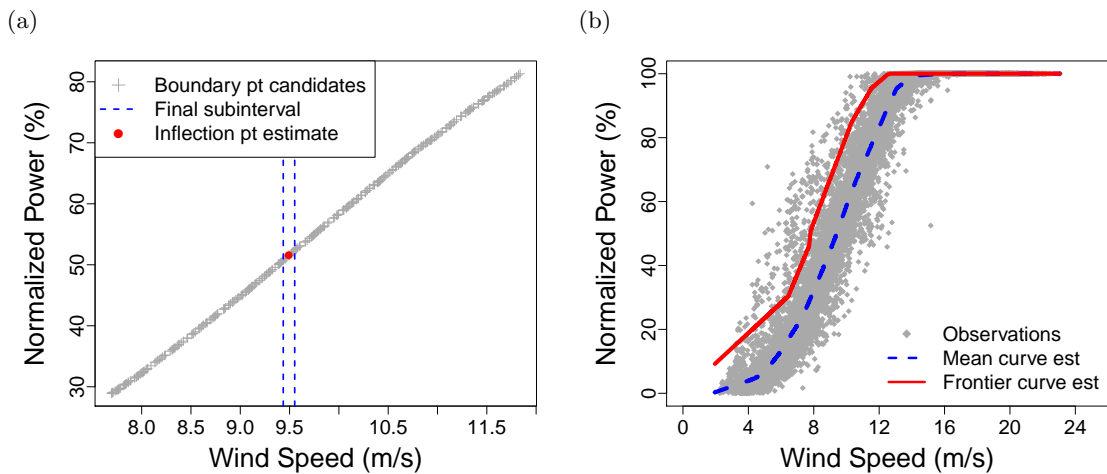 (a)
Boundary pt candidates
Final subinterval
Inflection pt estimate
Normalized Power (%)
80
70
60
50
40
30
8.0 8.5 9.0 9.5 10.5 11.5
Wind Speed (m/s)
(b)
Normalized Power (%)
100
80
60
40
20
0
Observations
Mean curve est
Frontier curve est
0 4 8 12 16 20 24
Wind Speed (m/s)